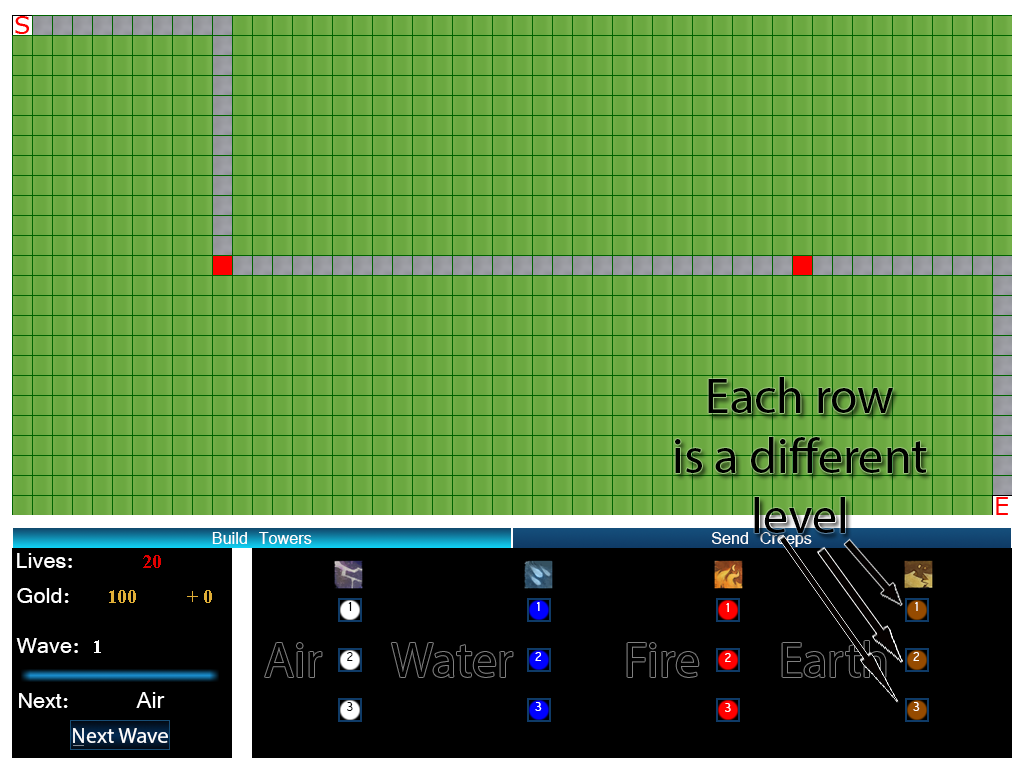 S
Each row
is a different
level
E
Build Towers
Send Creeps
Lives: 20
Gold: 100 + 0
Wave: 1
Next: Air
Next Wave
1 1 1 1
Air 2 Water 2 Fire 2 Earth 2
3 3 3 3